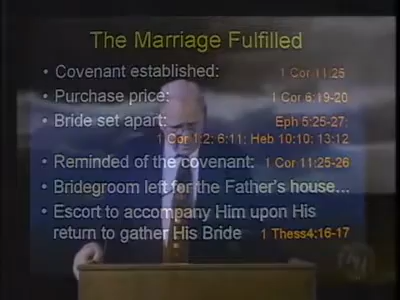 The Marriage Fulfilled
• Covenant established: 1 Cor 11:25
• Purchase price: 1 Cor 6:19-20
• Bride set apart: Eph 5:25-27;
1 Cor 1:2; 6:11; Heb 10:10; 13:12
• Reminded of the covenant: 1 Cor 11:25-26
• Bridegroom left for the Father's house...
• Escort to accompany Him upon His
return to gather His Bride 1 Thess4:16-17